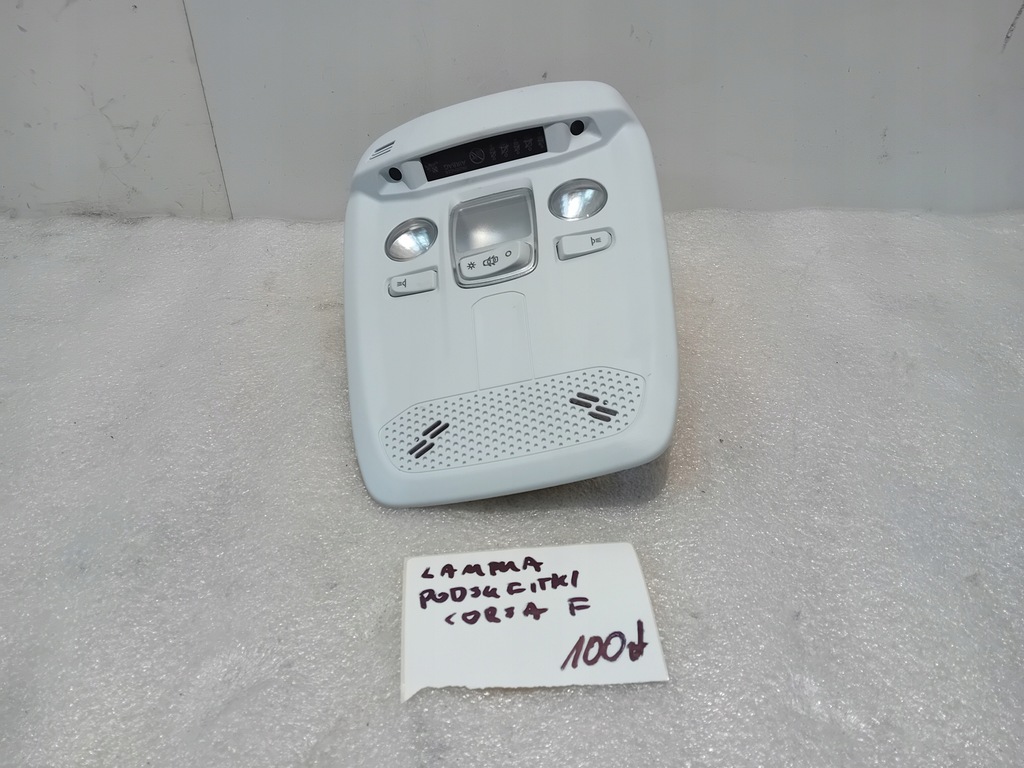 LAMPKA
PODSUFITKI
CORSA F
100zł